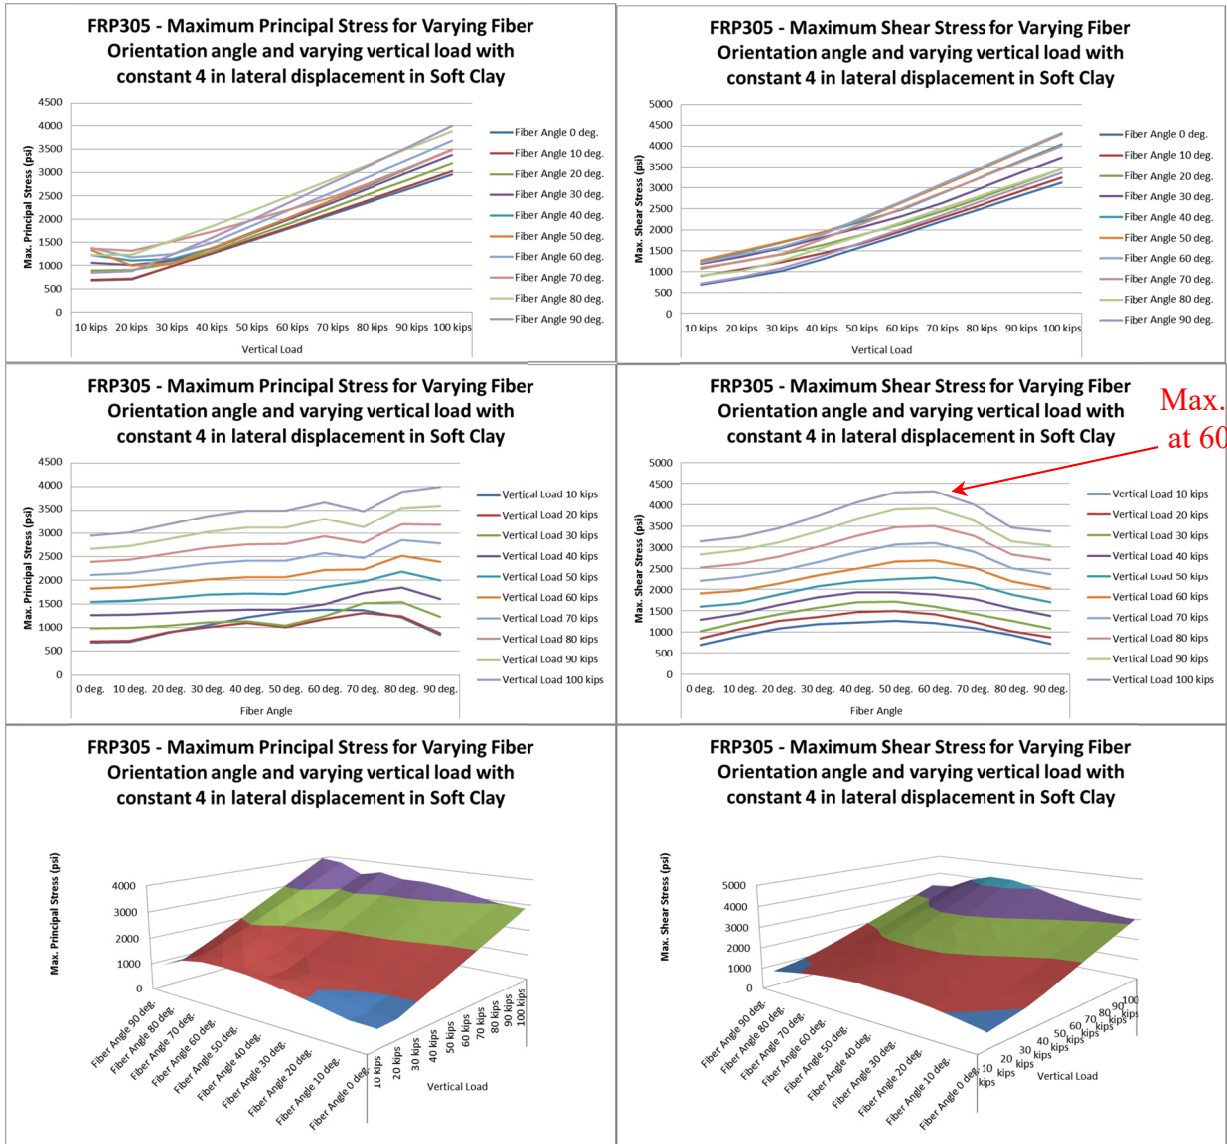 FRP305 - Maximum Principal Stress for Varying Fiber
Orientation angle and varying vertical load with
constant 4 in lateral displacement in Soft Clay
Max. Principal Stress (psi)
4500
4000
3500
3000
2500
2000
1500
1000
500
0
10 kips 20 kips 30 kips 40 kips 50 kips 60 kips 70 kips 80 kips 90 kips 100 kips
Vertical Load
Fiber Angle 0 deg.
Fiber Angle 10 deg.
Fiber Angle 20 deg.
Fiber Angle 30 deg.
Fiber Angle 40 deg.
Fiber Angle 50 deg.
Fiber Angle 60 deg.
Fiber Angle 70 deg.
Fiber Angle 80 deg.
Fiber Angle 90 deg.
FRP305 - Maximum Shear Stress for Varying Fiber
Orientation angle and varying vertical load with
constant 4 in lateral displacement in Soft Clay
Max. Shear Stress (psi)
5000
4500
4000
3500
3000
2500
2000
1500
1000
500
0
10 kips 20 kips 30 kips 40 kips 50 kips 60 kips 70 kips 80 kips 90 kips 100 kips
Vertical Load
Fiber Angle 0 deg.
Fiber Angle 10 deg.
Fiber Angle 20 deg.
Fiber Angle 30 deg.
Fiber Angle 40 deg.
Fiber Angle 50 deg.
Fiber Angle 60 deg.
Fiber Angle 70 deg.
Fiber Angle 80 deg.
Fiber Angle 90 deg.
FRP305 - Maximum Principal Stress for Varying Fiber
Orientation angle and varying vertical load with
constant 4 in lateral displacement in Soft Clay
Max. Principal Stress (psi)
4500
4000
3500
3000
2500
2000
1500
1000
500
0
0 deg. 10 deg. 20 deg. 30 deg. 40 deg. 50 deg. 60 deg. 70 deg. 80 deg. 90 deg.
Fiber Angle
Vertical Load 10 kips
Vertical Load 20 kips
Vertical Load 30 kips
Vertical Load 40 kips
Vertical Load 50 kips
Vertical Load 60 kips
Vertical Load 70 kips
Vertical Load 80 kips
Vertical Load 90 kips
Vertical Load 100 kips
FRP305 - Maximum Shear Stress for Varying Fiber
Orientation angle and varying vertical load with
constant 4 in lateral displacement in Soft Clay
Max.
at 60
Max. Shear Stress (psi)
5000
4500
4000
3500
3000
2500
2000
1500
1000
500
0
0 deg. 10 deg. 20 deg. 30 deg. 40 deg. 50 deg. 60 deg. 70 deg. 80 deg. 90 deg.
Fiber Angle
Vertical Load 10 kips
Vertical Load 20 kips
Vertical Load 30 kips
Vertical Load 40 kips
Vertical Load 50 kips
Vertical Load 60 kips
Vertical Load 70 kips
Vertical Load 80 kips
Vertical Load 90 kips
Vertical Load 100 kips
FRP305 - Maximum Principal Stress for Varying Fiber
Orientation angle and varying vertical load with
constant 4 in lateral displacement in Soft Clay
Max. Principal Stress (psi)
4000
3000
2000
1000
0
Fiber Angle 90 deg.
Fiber Angle 80 deg.
Fiber Angle 70 deg.
Fiber Angle 60 deg.
Fiber Angle 50 deg.
Fiber Angle 40 deg.
Fiber Angle 30 deg.
Fiber Angle 20 deg.
Fiber Angle 10 deg.
Fiber Angle 0 deg.
10 kips
20 kips
30 kips
40 kips
50 kips
60 kips
70 kips
80 kips
90 kips
100 kips
Vertical Load
FRP305 - Maximum Shear Stress for Varying Fiber
Orientation angle and varying vertical load with
constant 4 in lateral displacement in Soft Clay
Max. Shear Stress (psi)
5000
4000
3000
2000
1000
0
Fiber Angle 90 deg.
Fiber Angle 80 deg.
Fiber Angle 70 deg.
Fiber Angle 60 deg.
Fiber Angle 50 deg.
Fiber Angle 40 deg.
Fiber Angle 30 deg.
Fiber Angle 20 deg.
Fiber Angle 10 deg.
Fiber Angle 0 deg.
10 kips
20 kips
30 kips
40 kips
50 kips
60 kips
70 kips
80 kips
90 kips
100 kips
Vertical Load